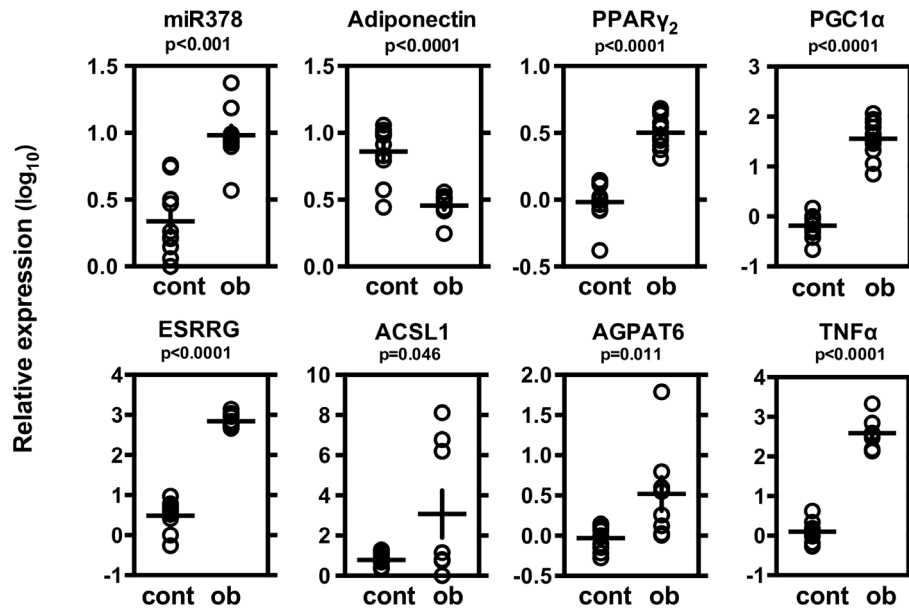 miR378 Adiponectin PPARγ₂ PGC1α
p<0.001 p<0.0001 p<0.0001 p<0.0001
1.5 1.5 1.0 3
1.0 1.0 0.5 2
0.5 0.5 0.0 1
0.0 0.0 -0.5 0
-1
cont ob cont ob cont ob cont ob
Relative expression (log₁₀)
ESRRG ACSL1 AGPAT6 TNFα
p<0.0001 p=0.046 p=0.011 p<0.0001
4 10 2.0 4
3 8 1.5 3
2 6 1.0 2
1 4 0.5 1
0 2 0.0 0
-1 0 -0.5 -1
cont ob cont ob cont ob cont ob